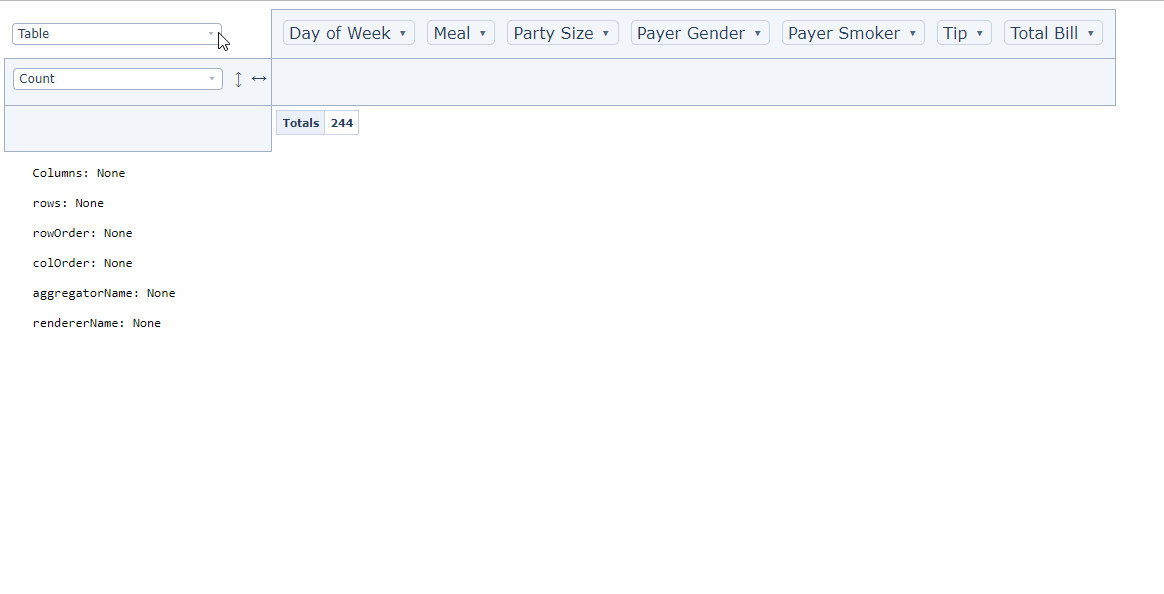 Table
Day of Week ▾ Meal ▾ Party Size ▾ Payer Gender ▾ Payer Smoker ▾ Tip ▾ Total Bill ▾
Count ↕ ↔
Totals 244
Columns: None
rows: None
rowOrder: None
colOrder: None
aggregatorName: None
rendererName: None